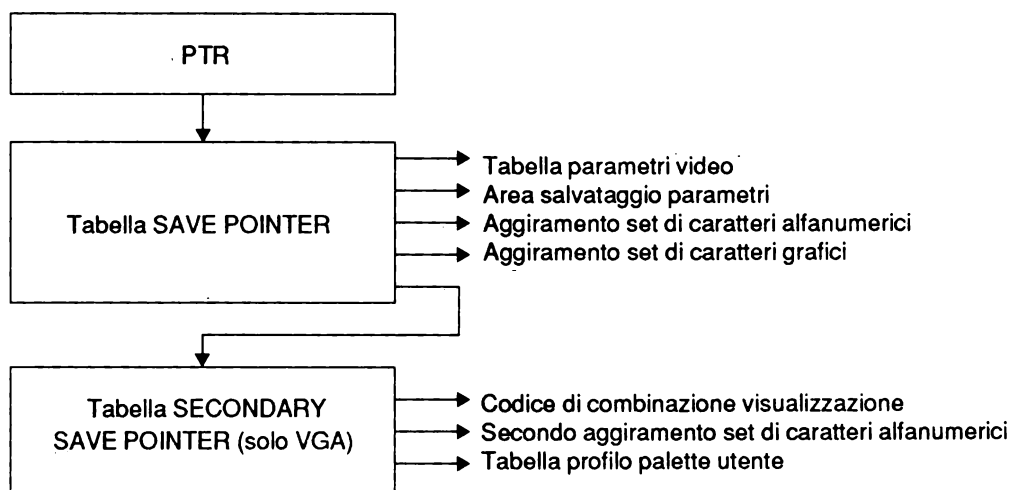 PTR
Tabella SAVE POINTER
Tabella parametri video
Area salvataggio parametri
Aggiramento set di caratteri alfanumerici
Aggiramento set di caratteri grafici
Tabella SECONDARY
SAVE POINTER (solo VGA)
Codice di combinazione visualizzazione
Secondo aggiramento set di caratteri alfanumerici
Tabella profilo palette utente